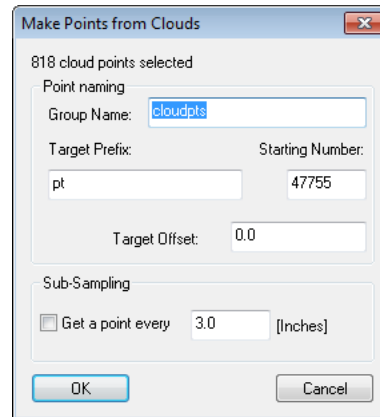 Make Points from Clouds
818 cloud points selected
Point naming
Group Name: cloudpts
Target Prefix: Starting Number:
pt 47755
Target Offset: 0.0
Sub-Sampling
Get a point every 3.0 [Inches]
OK Cancel